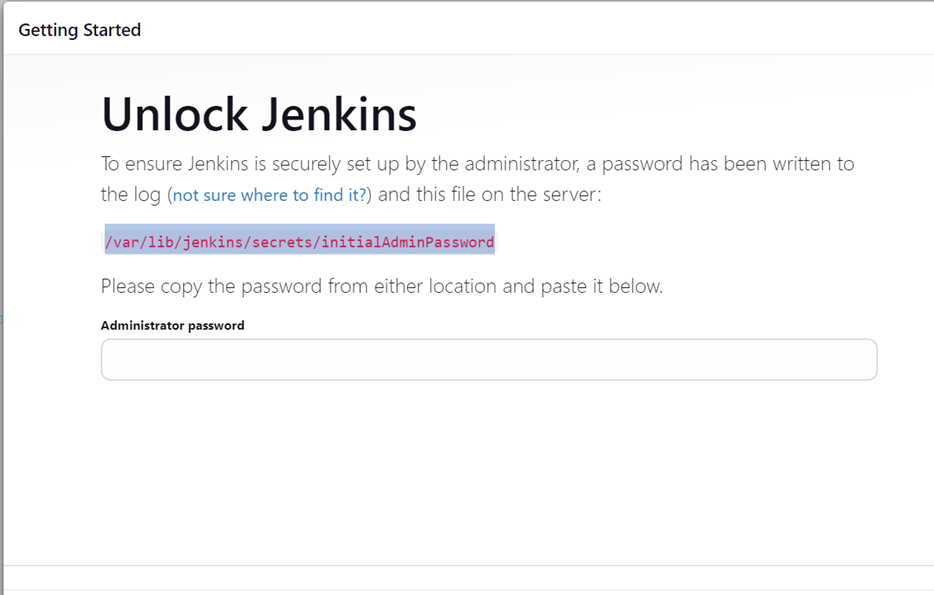 Getting Started
Unlock Jenkins
To ensure Jenkins is securely set up by the administrator, a password has been written to
the log (not sure where to find it?) and this file on the server:
/var/lib/jenkins/secrets/initialAdminPassword
Please copy the password from either location and paste it below.
Administrator password